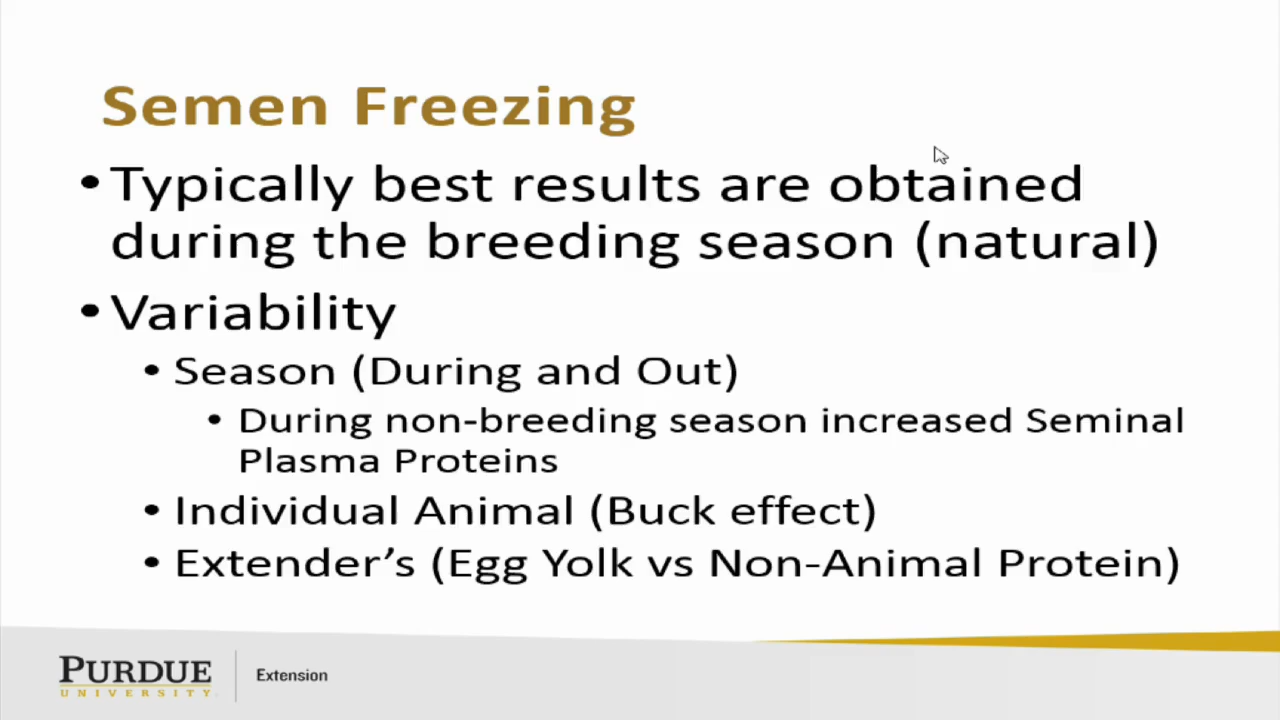 Semen Freezing
• Typically best results are obtained
during the breeding season (natural)
• Variability
• Season (During and Out)
• During non-breeding season increased Seminal
Plasma Proteins
• Individual Animal (Buck effect)
• Extender’s (Egg Yolk vs Non-Animal Protein)
PURDUE
UNIVERSITY
Extension